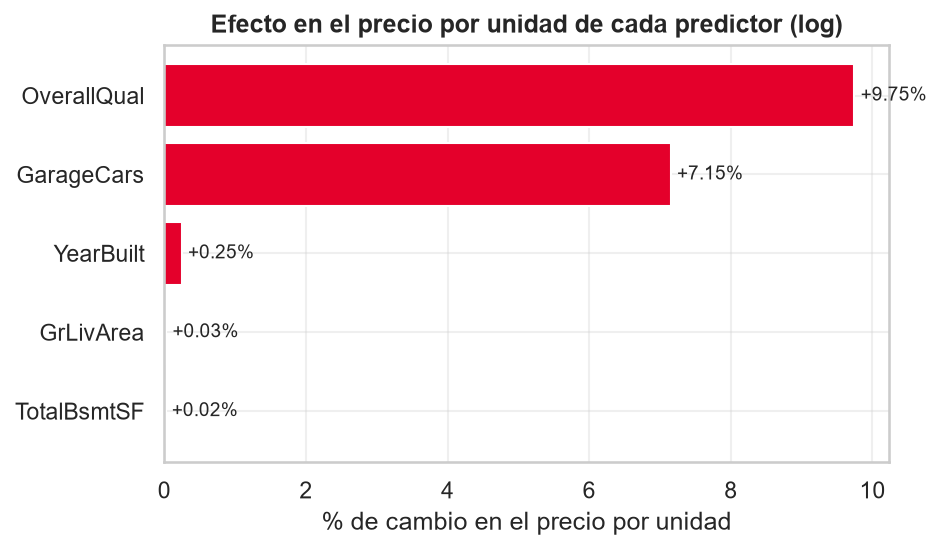 Efecto en el precio por unidad de cada predictor (log)
OverallQual
+9.75%
GarageCars
+7.15%
YearBuilt
+0.25%
GrLivArea
+0.03%
TotalBsmtSF
+0.02%
0 2 4 6 8 10
% de cambio en el precio por unidad